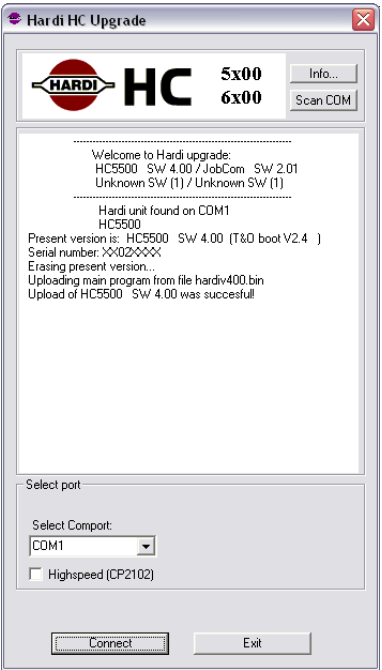 Hardi HC Upgrade
HARDI HC 5x00
6x00
Info...
Scan COM
------------------------------------------------------------
Welcome to Hardi upgrade:
HC5500 SW 4.00 / JobCom SW 2.01
Unknown SW (1) / Unknown SW (1)
------------------------------------------------------------
Hardi unit found on COM1
HC5500
Present version is: HC5500 SW 4.00 (T&O boot V2.4 )
Serial number: XX02XXXX
Erasing present version...
Uploading main program from file hardiv400.bin
Upload of HC5500 SW 4.00 was succesful!
Select port
Select Comport:
COM1
Highspeed (CP2102)
Connect
Exit